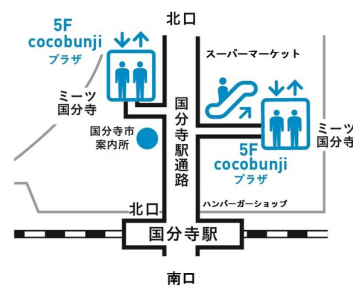 北口
5F
cocobunji
プラザ
スーパーマーケット
ミーツ
国分寺
国分寺駅通路
国分寺市
案内所
ミーツ
国分寺
5F
cocobunji
プラザ
北口
ハンバーガーショップ
国分寺駅
南口